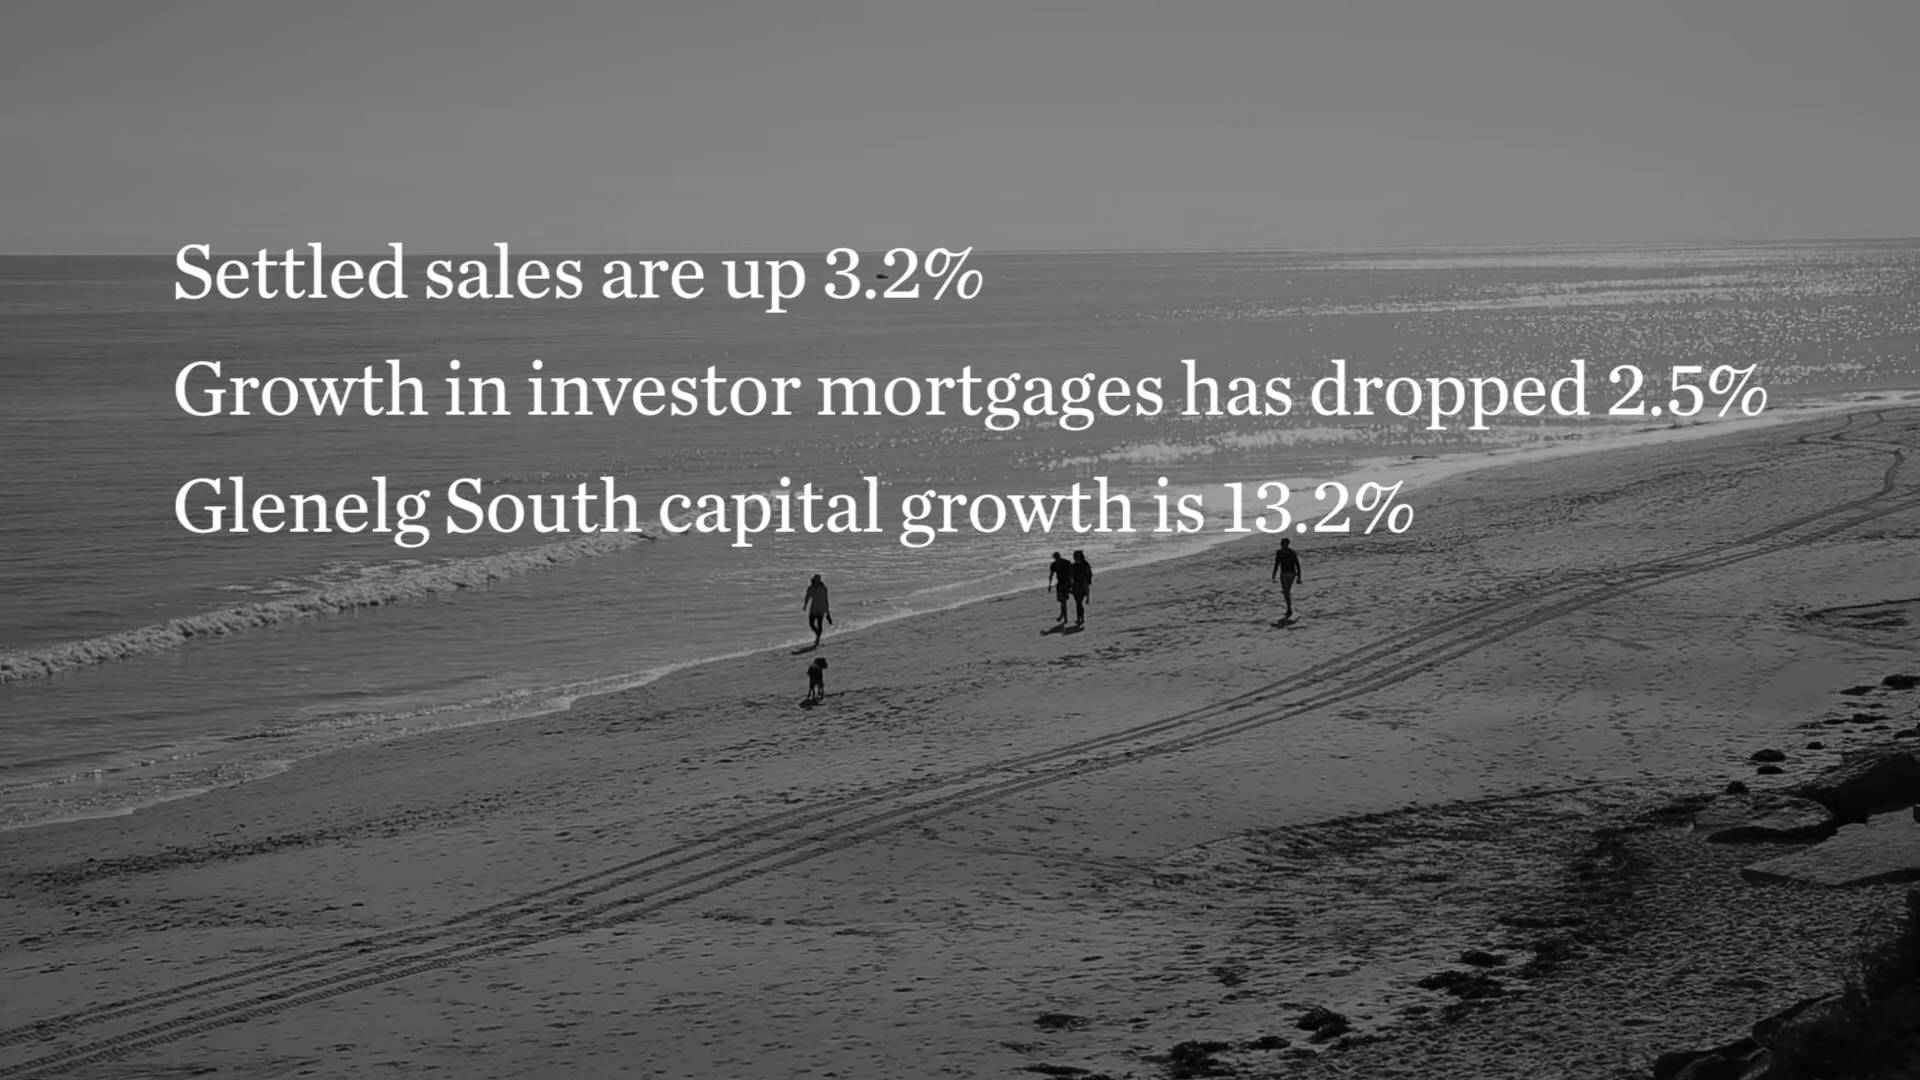 Settled sales are up 3.2%
Growth in investor mortgages has dropped 2.5%
Glenelg South capital growth is 13.2%